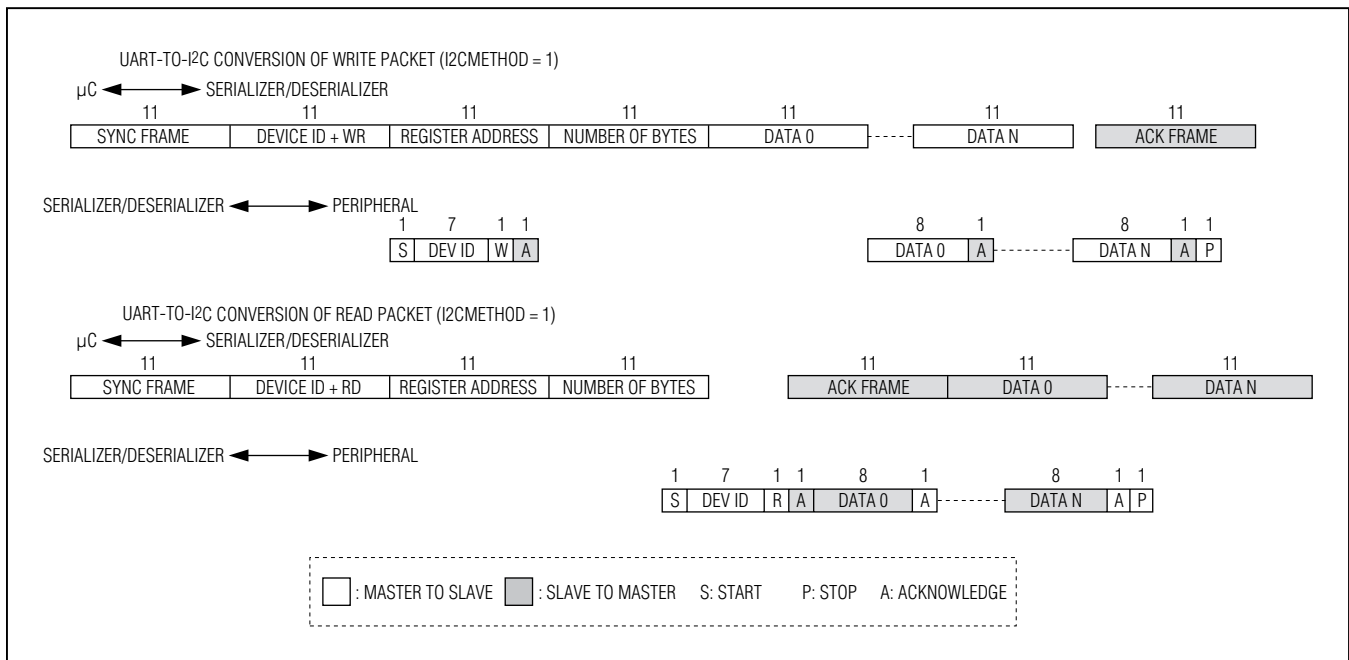 UART-TO-I2C CONVERSION OF WRITE PACKET (I2CMETHOD = 1)
µC SERIALIZER/DESERIALIZER
11 11 11 11 11 11 11
SYNC FRAME DEVICE ID + WR REGISTER ADDRESS NUMBER OF BYTES DATA 0 DATA N ACK FRAME
SERIALIZER/DESERIALIZER PERIPHERAL
1 7 1 1 8 1 8 1 1
S DEV ID W A DATA 0 A DATA N A P
UART-TO-I2C CONVERSION OF READ PACKET (I2CMETHOD = 1)
µC SERIALIZER/DESERIALIZER
11 11 11 11 11 11 11
SYNC FRAME DEVICE ID + RD REGISTER ADDRESS NUMBER OF BYTES ACK FRAME DATA 0 DATA N
SERIALIZER/DESERIALIZER PERIPHERAL
1 7 1 1 8 1 8 1 1
S DEV ID R A DATA 0 A DATA N A P
: MASTER TO SLAVE : SLAVE TO MASTER S: START P: STOP A: ACKNOWLEDGE